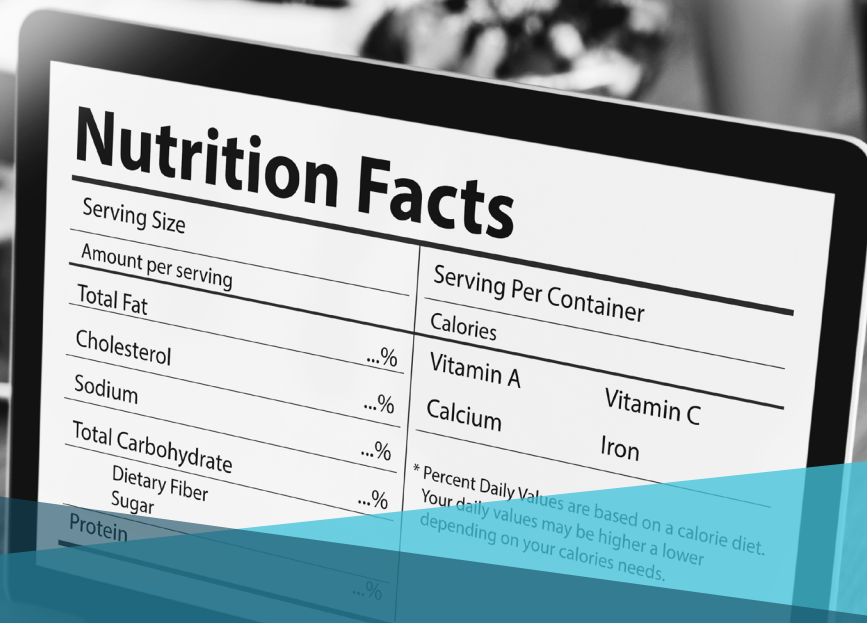 Nutrition Facts
Serving Size
Amount per serving
Total Fat
...%
Cholesterol
...%
Sodium
...%
Total Carbohydrate
...%
Dietary Fiber
Sugar
Protein
...%
Serving Per Container
Calories
Vitamin A Vitamin C
Calcium Iron
* Percent Daily Values are based on a calorie diet.
Your daily values may be higher a lower
depending on your calories needs.